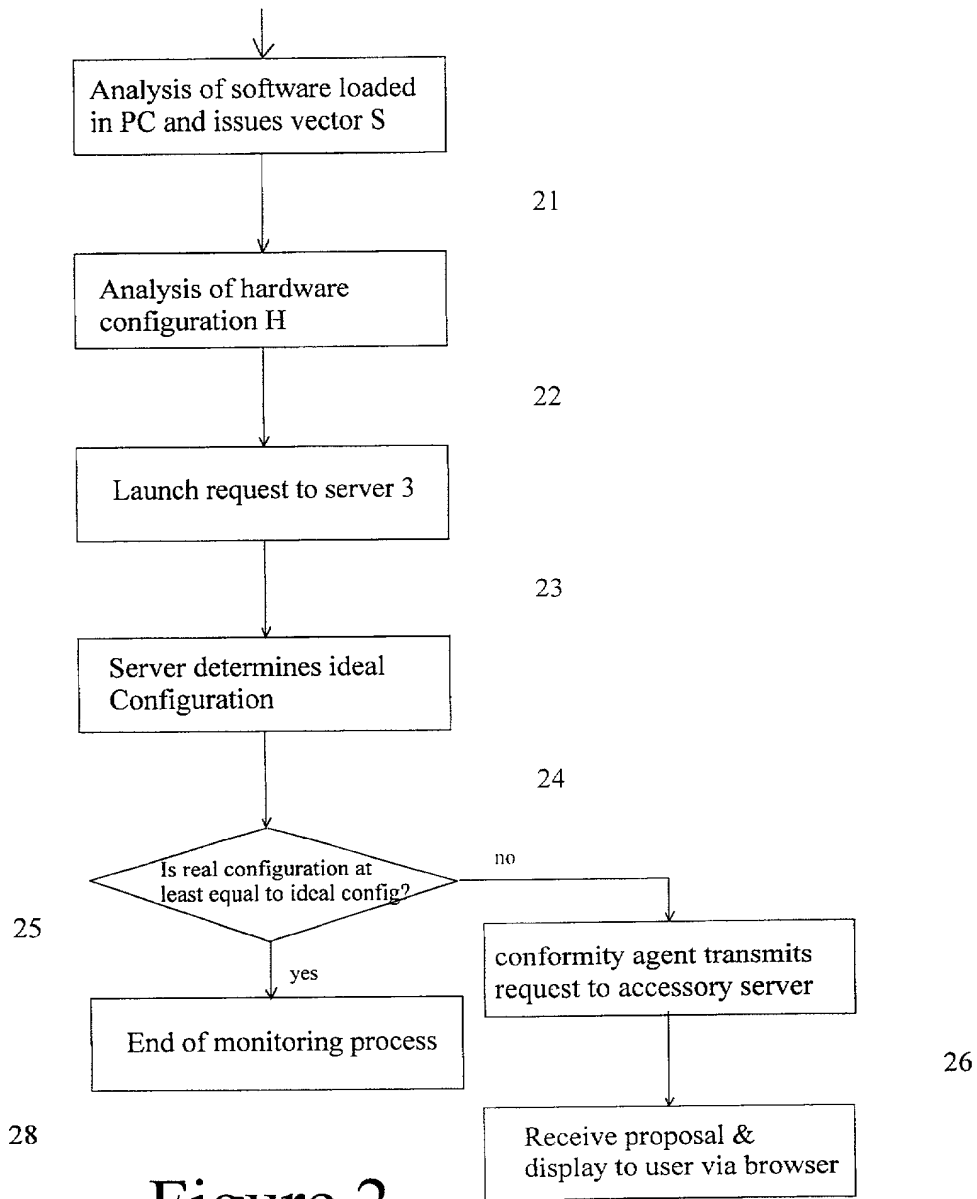 Analysis of software loaded
in PC and issues vector S
21
Analysis of hardware
configuration H
22
Launch request to server 3
23
Server determines ideal
Configuration
24
Is real configuration at
least equal to ideal config?
no
25
yes
conformity agent transmits
request to accessory server
End of monitoring process
26
28
Receive proposal &
display to user via browser
Figure 2